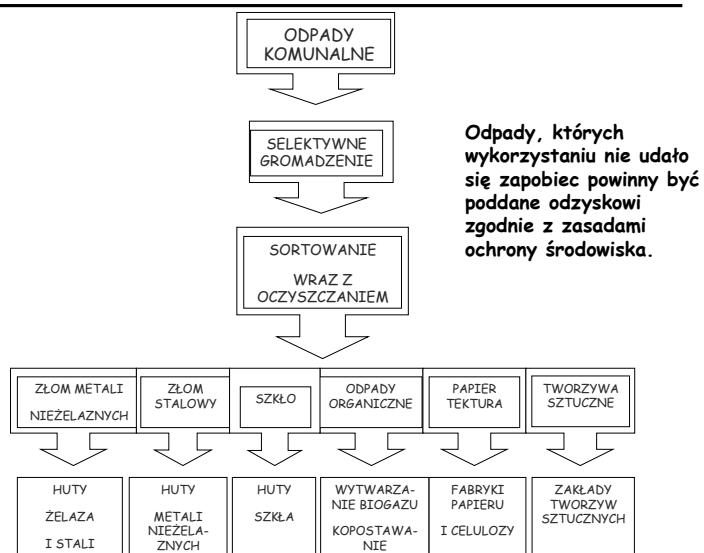 ODPADY
KOMUNALNE
SELEKTYWNE
GROMADZENIE
Odpady, których
wykorzystaniu nie udało
się zapobiec powinny być
poddane odzyskowi
zgodnie z zasadami
ochrony środowiska.
SORTOWANIE
WRAZ Z
OCZYSZCZANIEM
ZŁOM METALI
NIEŻELAZNYCH
ZŁOM
STALOWY
SZKŁO
ODPADY
ORGANICZNE
PAPIER
TEKTURA
TWORZYWA
SZTUCZNE
HUTY
ŻELAZA
I STALI
HUTY
METALI
NIEŻELA-
ZNYCH
HUTY
SZKŁA
WYTWARZA-
NIE BIOGAZU
KOPOSTAWA-
NIE
FABRYKI
PAPIERU
I CELULOZY
ZAKŁADY
TWORZYW
SZTUCZNYCH